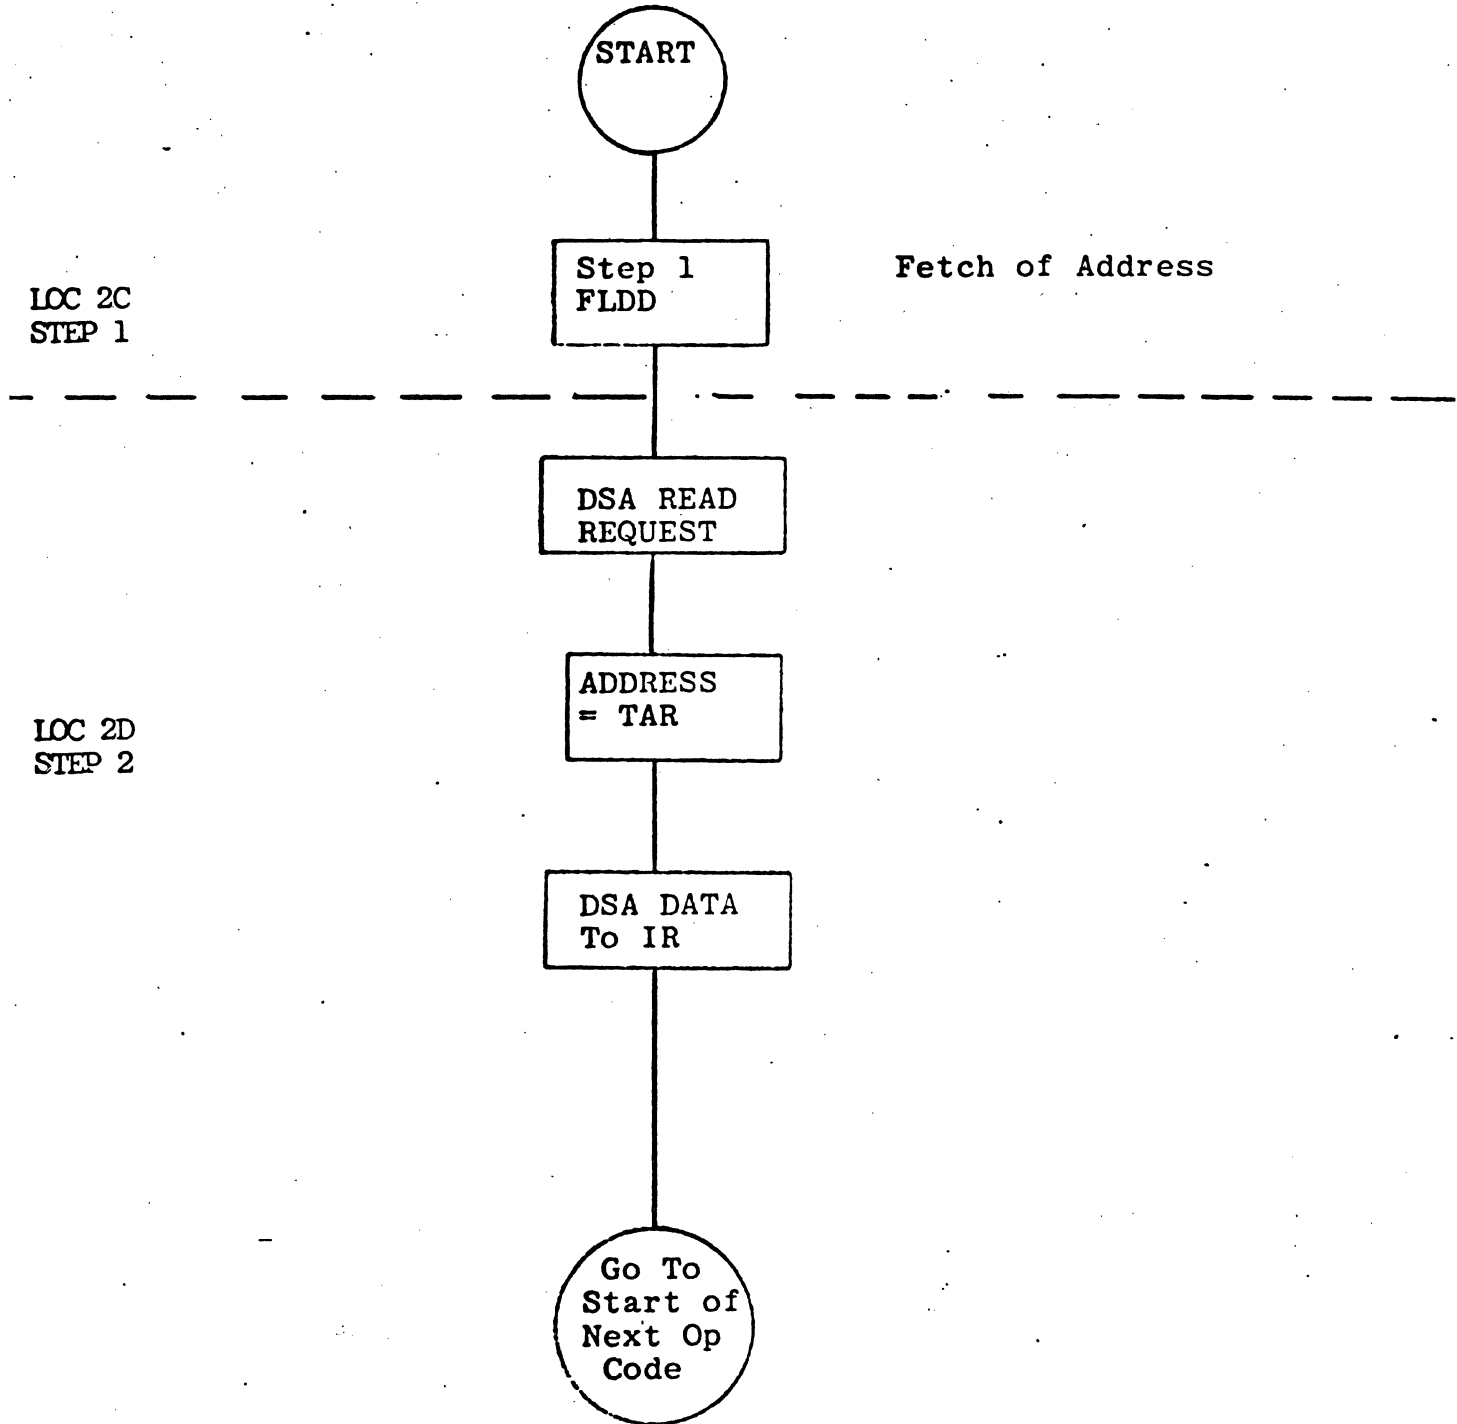 START
Step 1
FLDD
Fetch of Address
LOC 2C
STEP 1
DSA READ
REQUEST
ADDRESS
= TAR
LOC 2D
STEP 2
DSA DATA
To IR
Go To
Start of
Next Op
Code